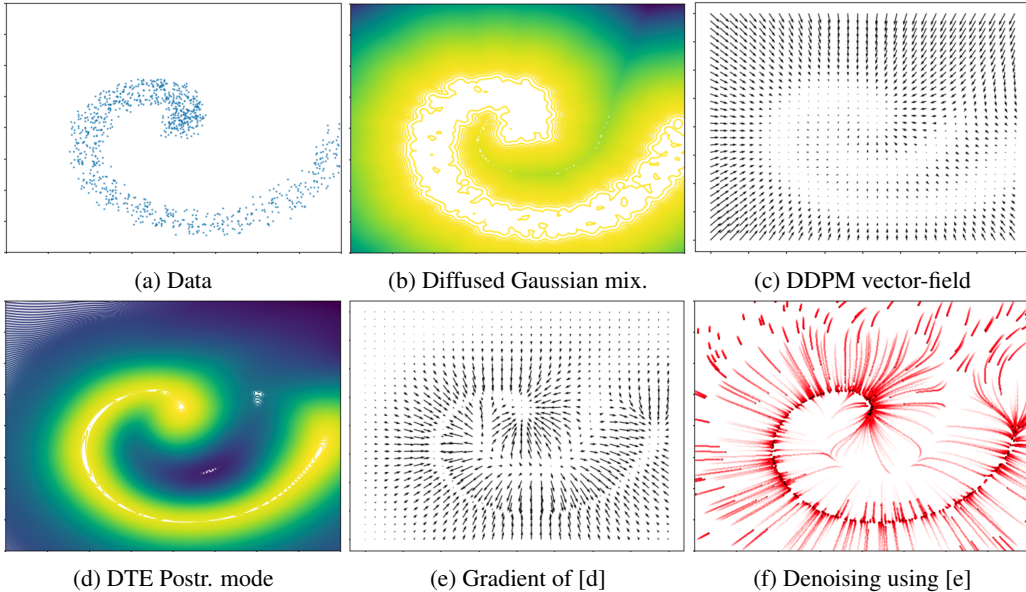 (a) Data
(b) Diffused Gaussian mix.
(c) DDPM vector-field
(d) DTE Postr. mode
(e) Gradient of [d]
(f) Denoising using [e]